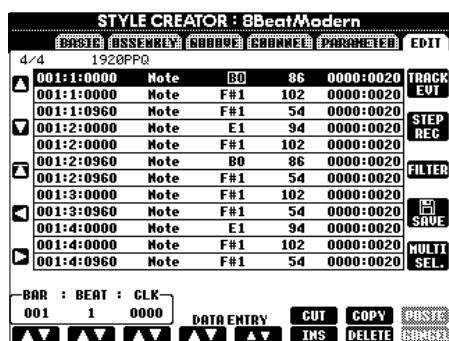 STYLE CREATOR : 8BeatModern
BASIC ASSEMBLY GROOVE CHANNEL PARAMETER EDIT
4/4 1920PPQ
001:1:0000 Note B0 86 0000:0020 TRACK EVT
001:1:0000 Note F#1 102 0000:0020
001:1:0960 Note F#1 54 0000:0020 STEP REC
001:2:0000 Note E1 94 0000:0020
001:2:0000 Note F#1 102 0000:0020
001:2:0960 Note B0 86 0000:0020 FILTER
001:2:0960 Note F#1 54 0000:0020
001:3:0000 Note F#1 102 0000:0020
001:3:0960 Note F#1 54 0000:0020 SAVE
001:4:0000 Note E1 94 0000:0020
001:4:0000 Note F#1 102 0000:0020 MULTI SEL.
001:4:0960 Note F#1 54 0000:0020
BAR : BEAT : CLK
001 1 0000 DATA ENTRY CUT COPY PASTE
INS DELETE CANCEL